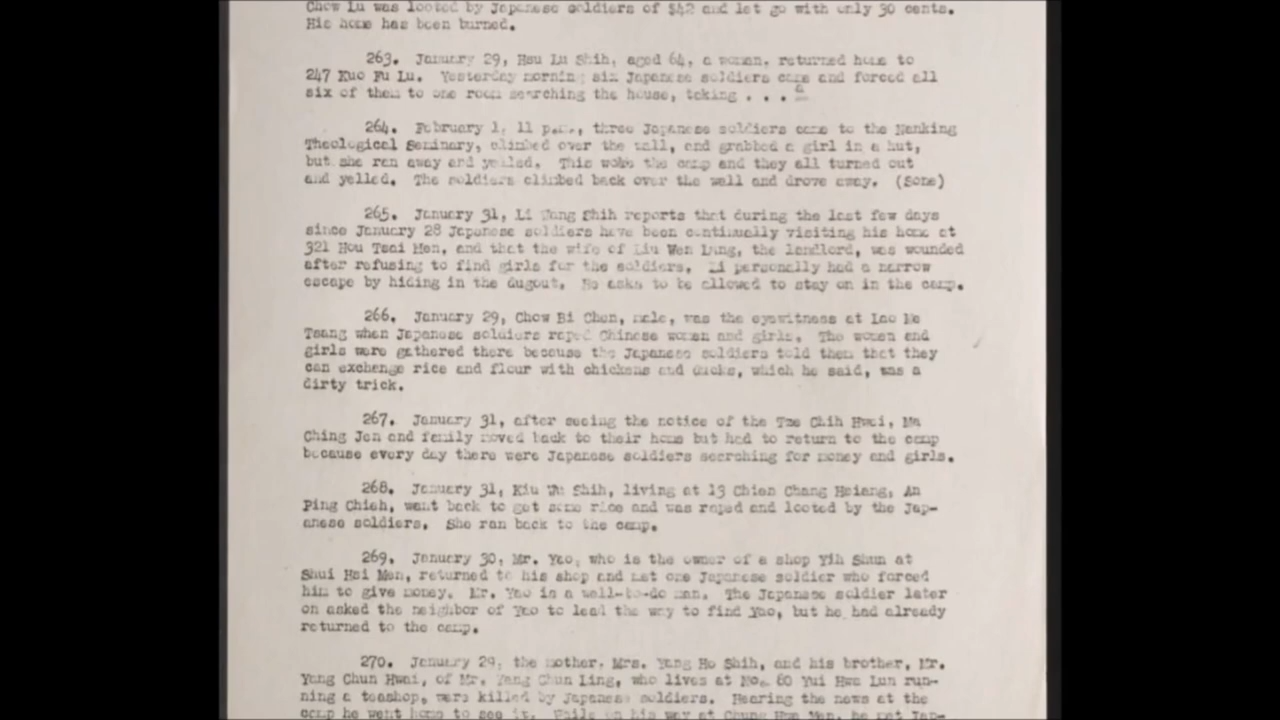 Chow Lu was looted by Japanese soldiers of $42 and let go with only 30 cents.
His home has been burned.
263. January 29, Hsu Lu Shih, aged 64, a woman, returned home to
247 Kuo Fu Lu. Yesterday morning six Japanese soldiers came and forced all
six of them to one room searching the house, taking . . . a
264. February 1, 11 p.m., three Japanese soldiers came to the Nanking
Theological Seminary, climbed over the wall, and grabbed a girl in a hut,
but she ran away and yelled. This woke the camp and they all turned out
and yelled. The soldiers climbed back over the wall and drove away. (Sone)
265. January 31, Li Wang Shih reports that during the last few days
since January 28 Japanese soldiers have been continually visiting his home at
321 Hou Tsai Men, and that the wife of Liu Wen Lung, the landlord, was wounded
after refusing to find girls for the soldiers. Li personally had a narrow
escape by hiding in the dugout. He asks to be allowed to stay on in the camp.
266. January 29, Chow Bi Chen, male, was the eyewitness at Lao Mo
Tsang when Japanese soldiers raped Chinese women and girls. The women and
girls were gathered there because the Japanese soldiers told them that they
can exchange rice and flour with chickens and ducks, which he said, was a
dirty trick.
267. January 31, after seeing the notice of the Tze Chih Hwei, Ma
Ching Jen and family moved back to their home but had to return to the camp
because every day there were Japanese soldiers searching for money and girls.
268. January 31, Kiu Wu Shih, living at 13 Chien Chang Hsiang, An
Ping Chieh, went back to get some rice and was raped and looted by the Jap-
anese soldiers. She ran back to the camp.
269. January 30, Mr. Yao, who is the owner of a shop Yih Shun at
Shui Hsi Men, returned to his shop and met one Japanese soldier who forced
him to give money. Mr. Yao is a well-to-do man. The Japanese soldier later
on asked the neighbor of Yao to lead the way to find Yao, but he had already
returned to the camp.
270. January 29, the mother, Mrs. Yang Ho Shih, and his brother, Mr.
Yang Chun Hwai, of Mr. Yang Chun Ling, who lives at No. 60 Yui Hwa Lun run-
ning a teashop, were killed by Japanese soldiers. Hearing the news at the
camp he went home to see it. While on his way at Chung Hwa Men, he met Jap-